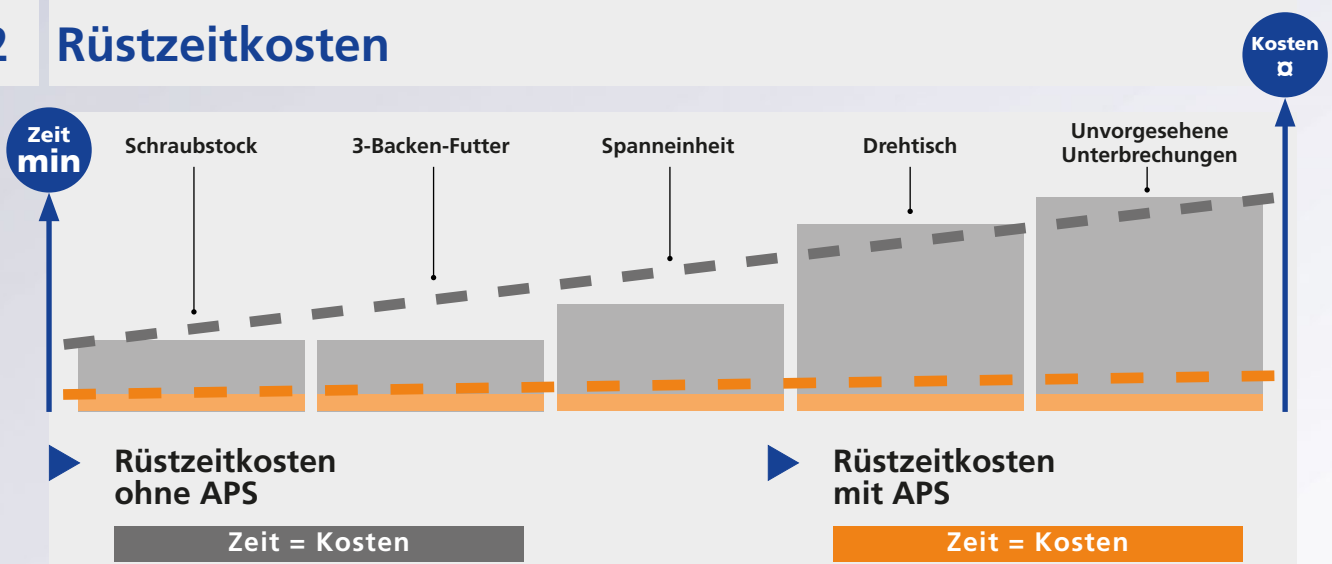 2
Rüstzeitkosten
Kosten
¤
Zeit
min
Schraubstock
3-Backen-Futter
Spanneinheit
Drehtisch
Unvorgesehene
Unterbrechungen
Rüstzeitkosten
ohne APS
Zeit = Kosten
Rüstzeitkosten
mit APS
Zeit = Kosten